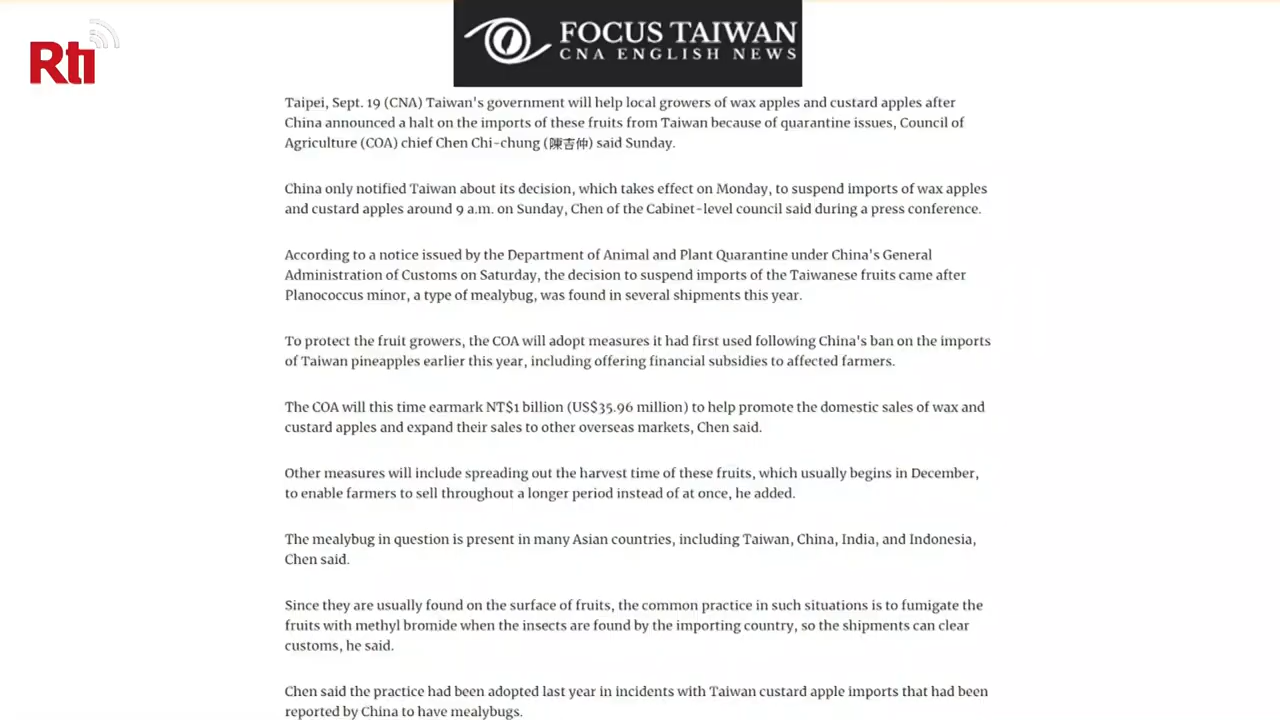 Rti
FOCUS TAIWAN
CNA ENGLISH NEWS
Taipei, Sept. 19 (CNA) Taiwan's government will help local growers of wax apples and custard apples after
China announced a halt on the imports of these fruits from Taiwan because of quarantine issues, Council of
Agriculture (COA) chief Chen Chi-chung (陳吉仲) said Sunday.
China only notified Taiwan about its decision, which takes effect on Monday, to suspend imports of wax apples
and custard apples around 9 a.m. on Sunday, Chen of the Cabinet-level council said during a press conference.
According to a notice issued by the Department of Animal and Plant Quarantine under China's General
Administration of Customs on Saturday, the decision to suspend imports of the Taiwanese fruits came after
Planococcus minor, a type of mealybug, was found in several shipments this year.
To protect the fruit growers, the COA will adopt measures it had first used following China's ban on the imports
of Taiwan pineapples earlier this year, including offering financial subsidies to affected farmers.
The COA will this time earmark NT$1 billion (US$35.96 million) to help promote the domestic sales of wax and
custard apples and expand their sales to other overseas markets, Chen said.
Other measures will include spreading out the harvest time of these fruits, which usually begins in December,
to enable farmers to sell throughout a longer period instead of at once, he added.
The mealybug in question is present in many Asian countries, including Taiwan, China, India, and Indonesia,
Chen said.
Since they are usually found on the surface of fruits, the common practice in such situations is to fumigate the
fruits with methyl bromide when the insects are found by the importing country, so the shipments can clear
customs, he said.
Chen said the practice had been adopted last year in incidents with Taiwan custard apple imports that had been
reported by China to have mealybugs.